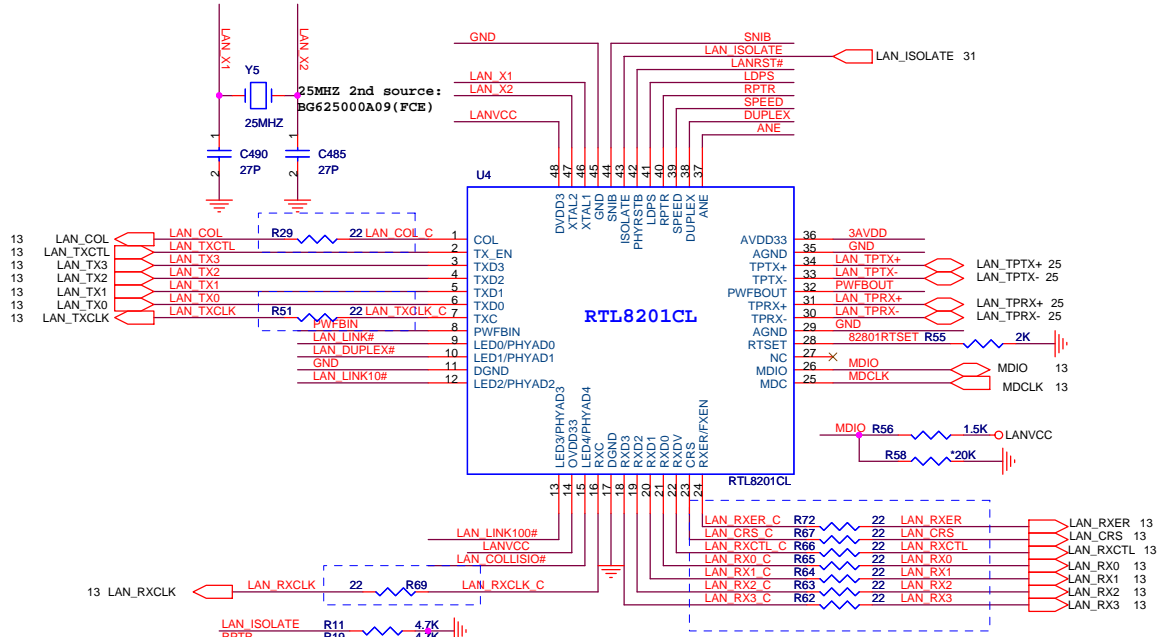 LAN_X1
LAN_X2
Y5
25MHZ
25MHZ 2nd source:
BG625000A09(FCE)
1
C490
27P
2
1
C485
27P
2
GND
LAN_X1
LAN_X2
LANVCC
SNIB
LAN_ISOLATE
LANRST#
LDPS
RPTR
SPEED
DUPLEX
ANE
LAN_ISOLATE 31
U4
48 47 46 45 44 43 42 41 40 39 38 37
DVDD3 XTAL2 XTAL1 GND SNIB ISOLATE PHYRSTB LDPS RPTR SPEED DUPLEX ANE
13 LAN_COL LAN_COL R29 22 LAN_COL_C 1 COL
13 LAN_TXCTL LAN_TXCTL 2 TX_EN
13 LAN_TX3 LAN_TX3 3 TXD3
13 LAN_TX2 LAN_TX2 4 TXD2
13 LAN_TX1 LAN_TX1 5 TXD1
13 LAN_TX0 LAN_TX0 6 TXD0
13 LAN_TXCLK LAN_TXCLK R51 22 LAN_TXCLK_C 7 TXC
PWFBIN 8 PWFBIN
LAN_LINK# 9 LED0/PHYAD0
LAN_DUPLEX# 10 LED1/PHYAD1
GND 11 DGND
LAN_LINK10# 12 LED2/PHYAD2
RTL8201CL
AVDD33 36 3AVDD
AGND 35 GND
TPTX+ 34 LAN_TPTX+ LAN_TPTX+ 25
TPTX- 33 LAN_TPTX- LAN_TPTX- 25
PWFBOUT 32 PWFBOUT
TPRX+ 31 LAN_TPRX+ LAN_TPRX+ 25
TPRX- 30 LAN_TPRX- LAN_TPRX- 25
AGND 29 GND
RTSET 28 82801RTSET R55 2K
NC 27
MDIO 26 MDIO MDIO 13
MDC 25 MDCLK MDCLK 13
MDIO R56 1.5K LANVCC
R58 *20K
LED3/PHYAD3 OVDD33 LED4/PHYAD4 RXC DGND RXD3 RXD2 RXD1 RXD0 RXDV CRS RXER/FXEN
13 14 15 16 17 18 19 20 21 22 23 24
RTL8201CL
LAN_LINK100#
LANVCC
LAN_COLLISIO#
13 LAN_RXCLK LAN_RXCLK 22 R69 LAN_RXCLK_C
LAN_RXER_C R72 22 LAN_RXER LAN_RXER 13
LAN_CRS_C R67 22 LAN_CRS LAN_CRS 13
LAN_RXCTL_C R66 22 LAN_RXCTL LAN_RXCTL 13
LAN_RX0_C R65 22 LAN_RX0 LAN_RX0 13
LAN_RX1_C R64 22 LAN_RX1 LAN_RX1 13
LAN_RX2_C R63 22 LAN_RX2 LAN_RX2 13
LAN_RX3_C R62 22 LAN_RX3 LAN_RX3 13
LAN_ISOLATE R11 4.7K